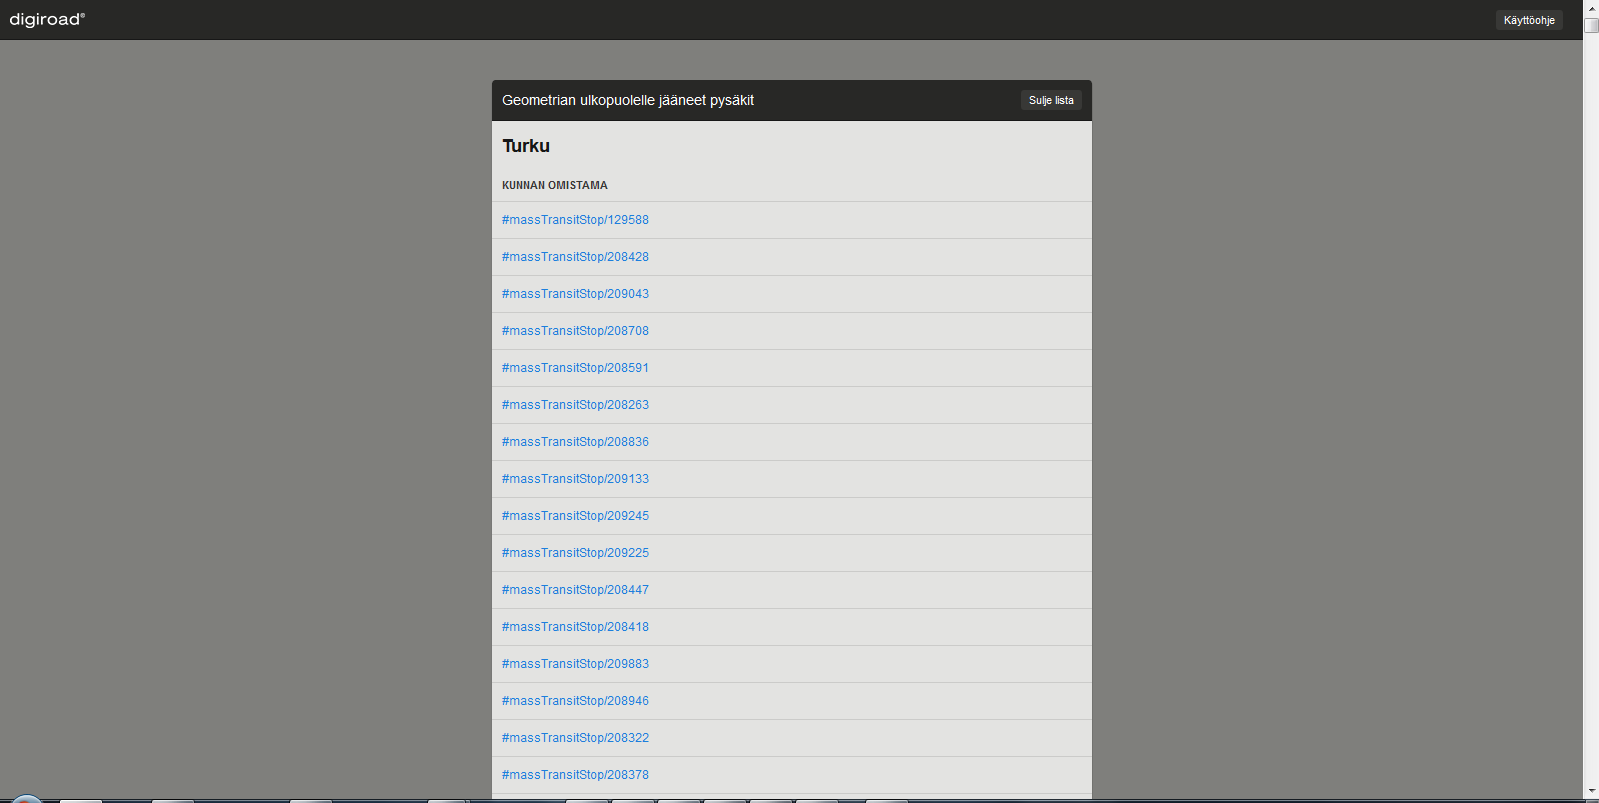 digiroad®
Käyttöohje
Geometrian ulkopuolelle jääneet pysäkit
Sulje lista
Turku
KUNNAN OMISTAMA
#massTransitStop/129588
#massTransitStop/208428
#massTransitStop/209043
#massTransitStop/208708
#massTransitStop/208591
#massTransitStop/208263
#massTransitStop/208836
#massTransitStop/209133
#massTransitStop/209245
#massTransitStop/209225
#massTransitStop/208447
#massTransitStop/208418
#massTransitStop/209883
#massTransitStop/208946
#massTransitStop/208322
#massTransitStop/208378